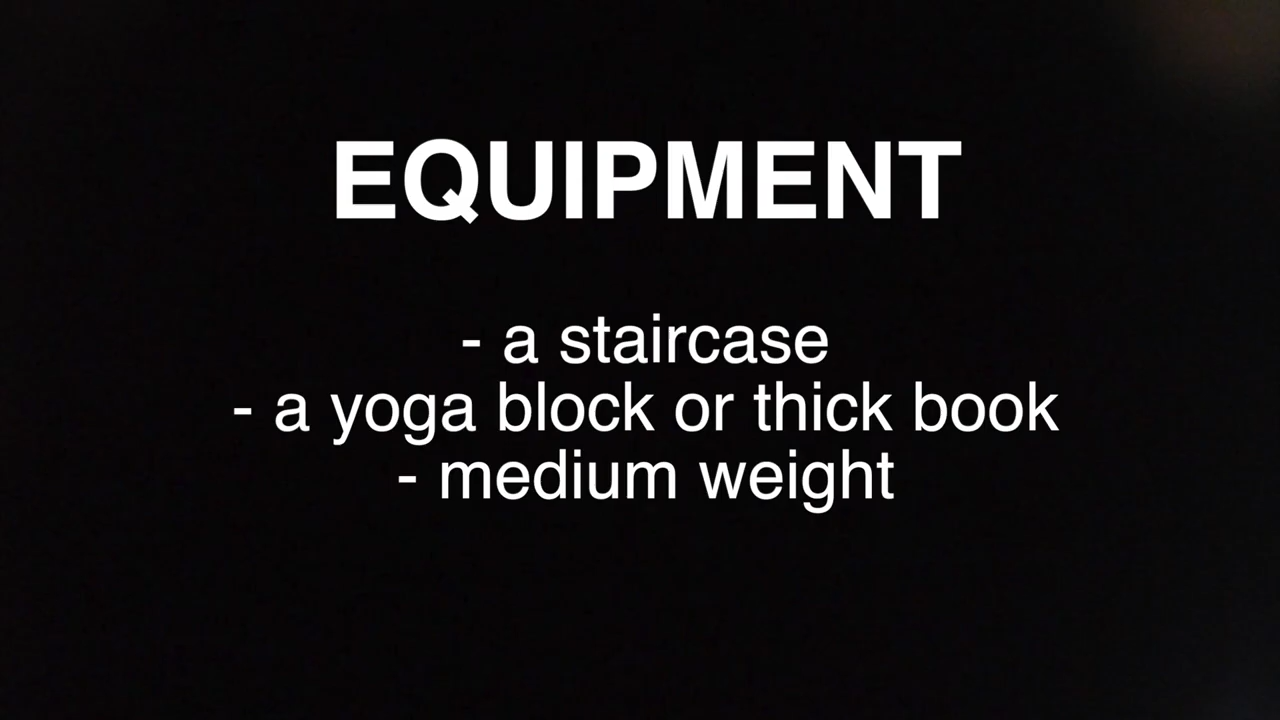 EQUIPMENT
- a staircase
- a yoga block or thick book
- medium weight